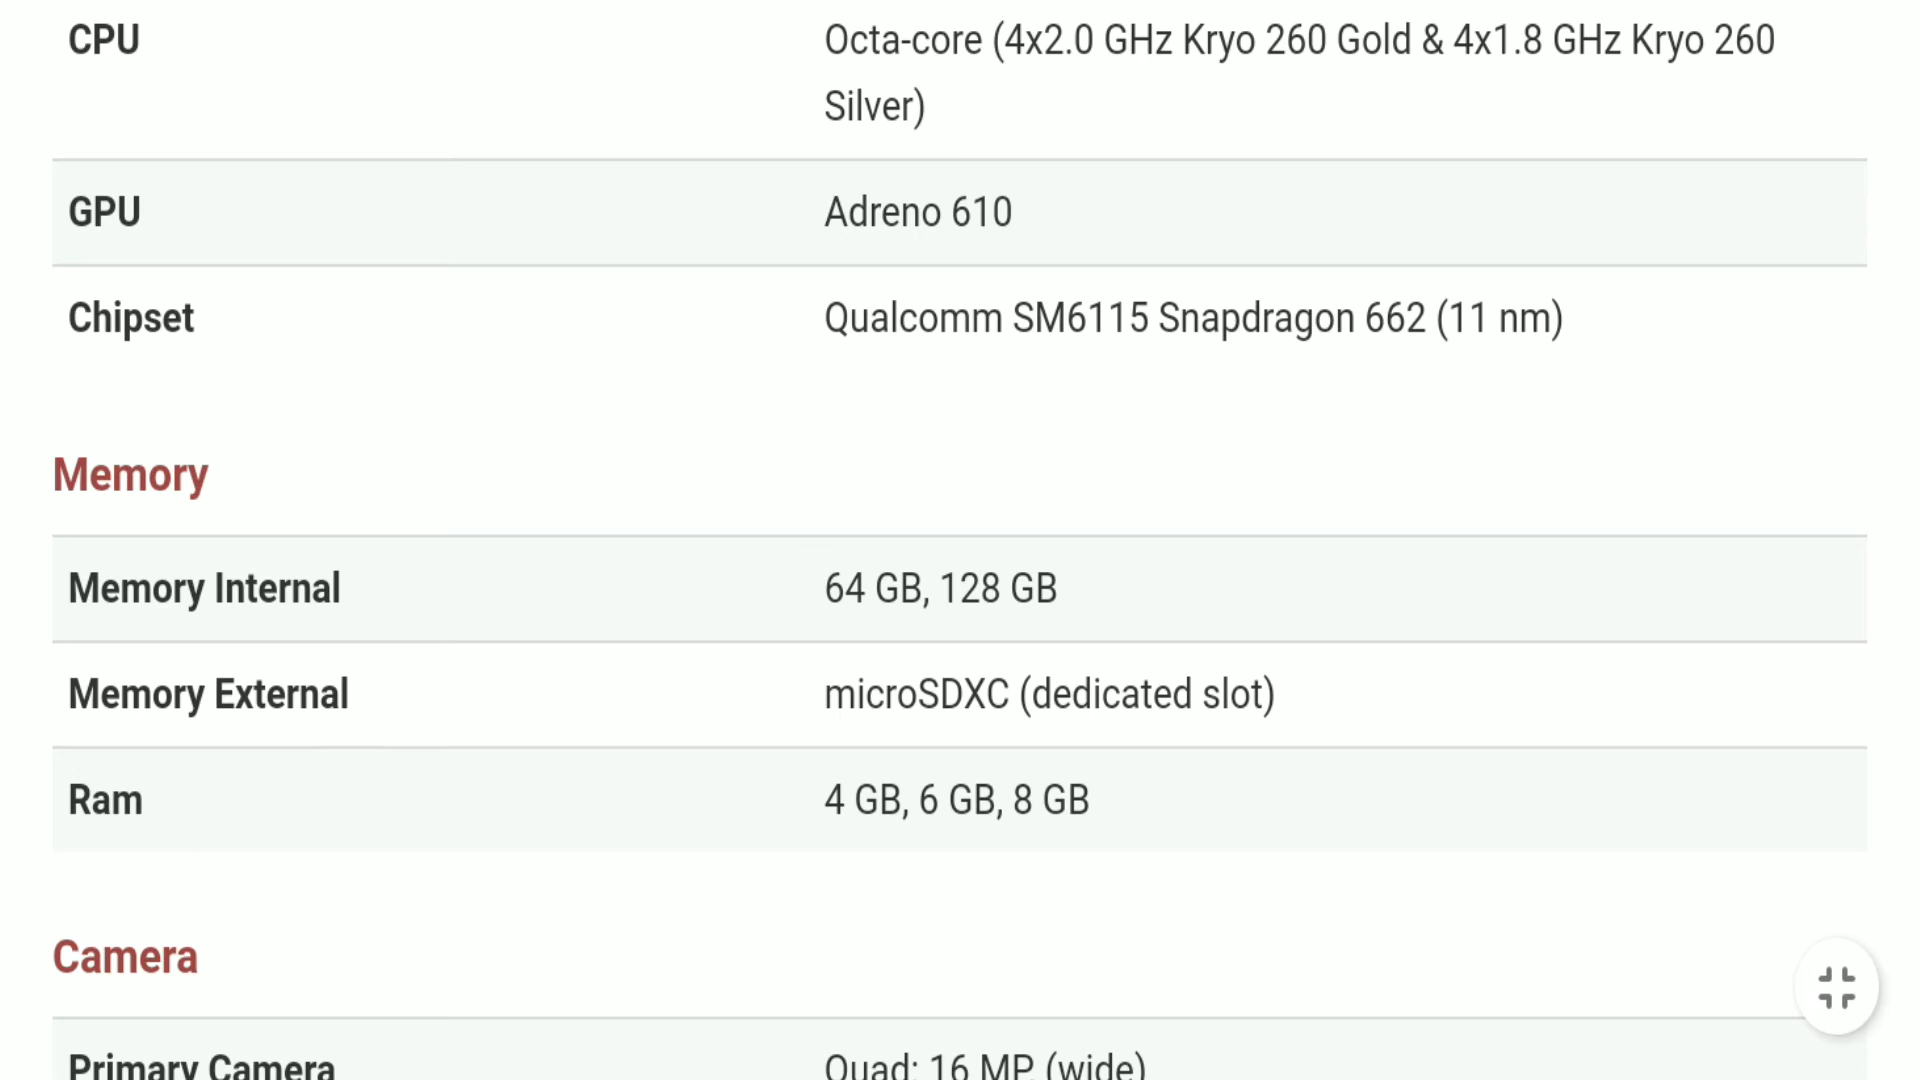 CPU
Octa-core (4x2.0 GHz Kryo 260 Gold & 4x1.8 GHz Kryo 260
Silver)
GPU
Adreno 610
Chipset
Qualcomm SM6115 Snapdragon 662 (11 nm)
Memory
Memory Internal
64 GB, 128 GB
Memory External
microSDXC (dedicated slot)
Ram
4 GB, 6 GB, 8 GB
Camera
Primary Camera
Quad: 16 MP, (wide)